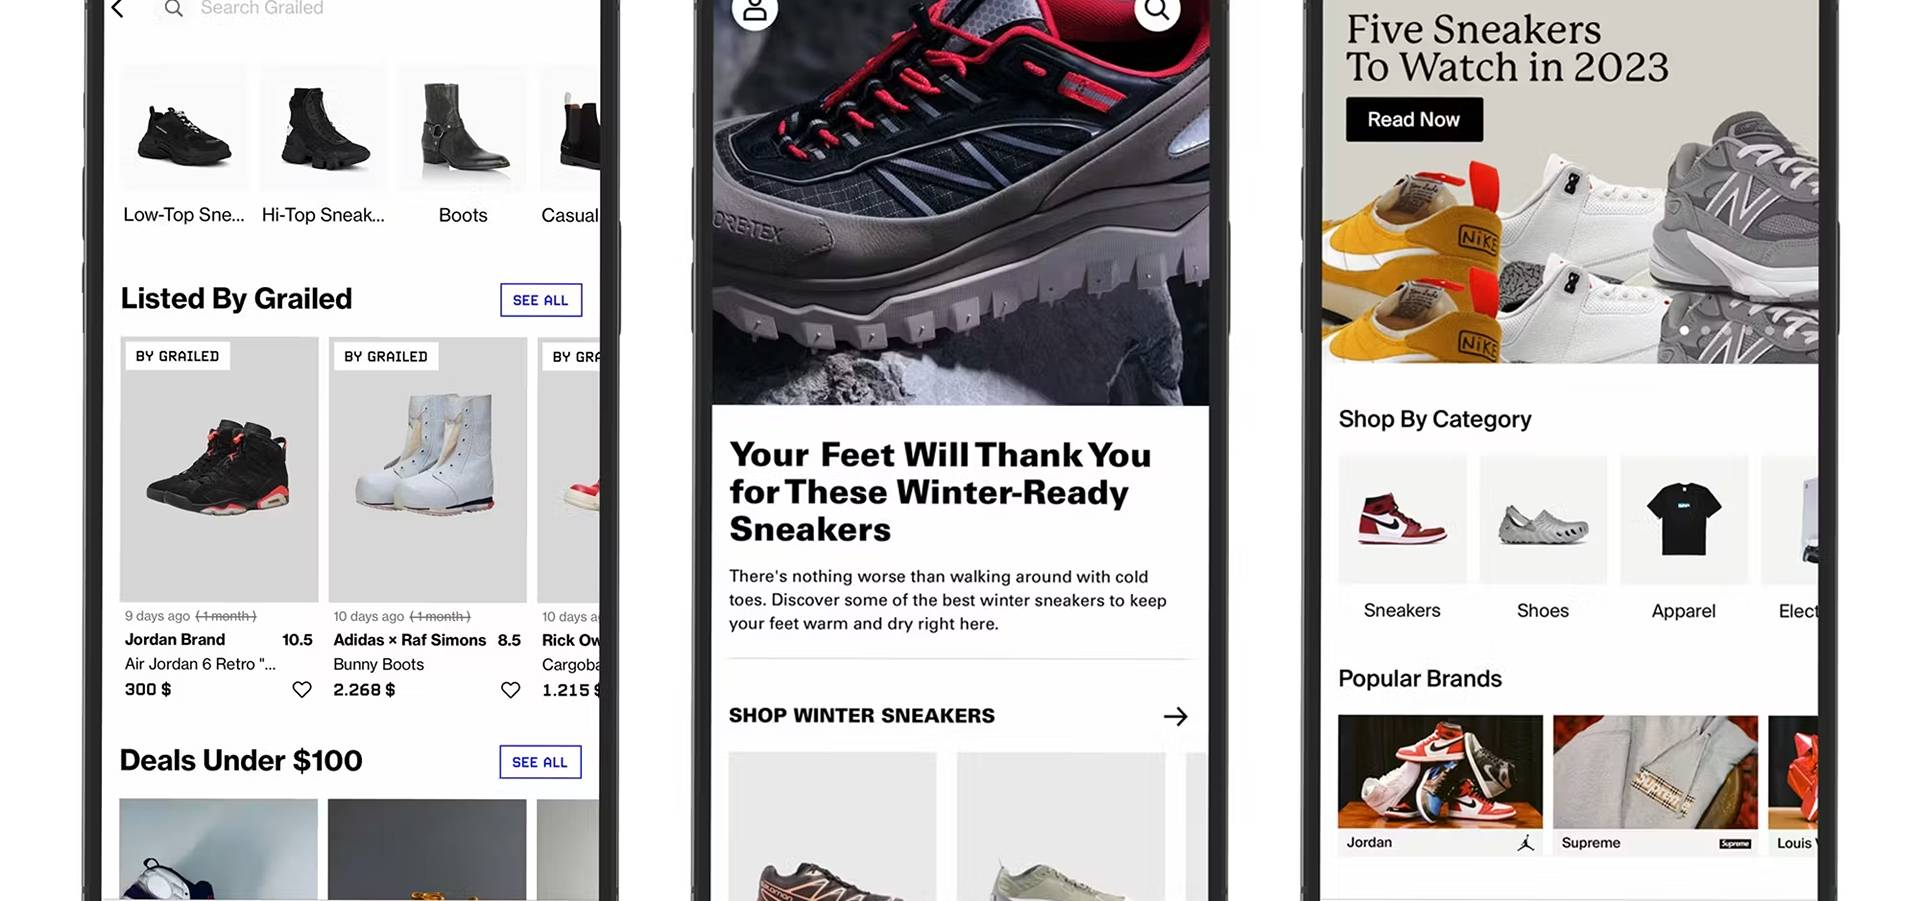 Search Grailed
Low-Top Sne...
Hi-Top Sneak...
Boots
Casual
Listed By Grailed
SEE ALL
BY GRAILED
BY GRAILED
BY GRA
9 days ago (1 month)
Jordan Brand 10.5
Air Jordan 6 Retro "...
300 $
10 days ago (1 month)
Adidas × Raf Simons 8.5
Bunny Boots
2.268 $
10 days a
Rick Ow
Cargoba
1.215 $
Deals Under $100
SEE ALL
GORE-TEX
Your Feet Will Thank You
for These Winter-Ready
Sneakers
There's nothing worse than walking around with cold
toes. Discover some of the best winter sneakers to keep
your feet warm and dry right here.
SHOP WINTER SNEAKERS
SALOMON
Five Sneakers
To Watch in 2023
Read Now
NIKE
NIKE
N
N
Shop By Category
Sneakers
Shoes
Apparel
Elect
Popular Brands
Supreme
Jordan
Supreme
Supreme
Louis V